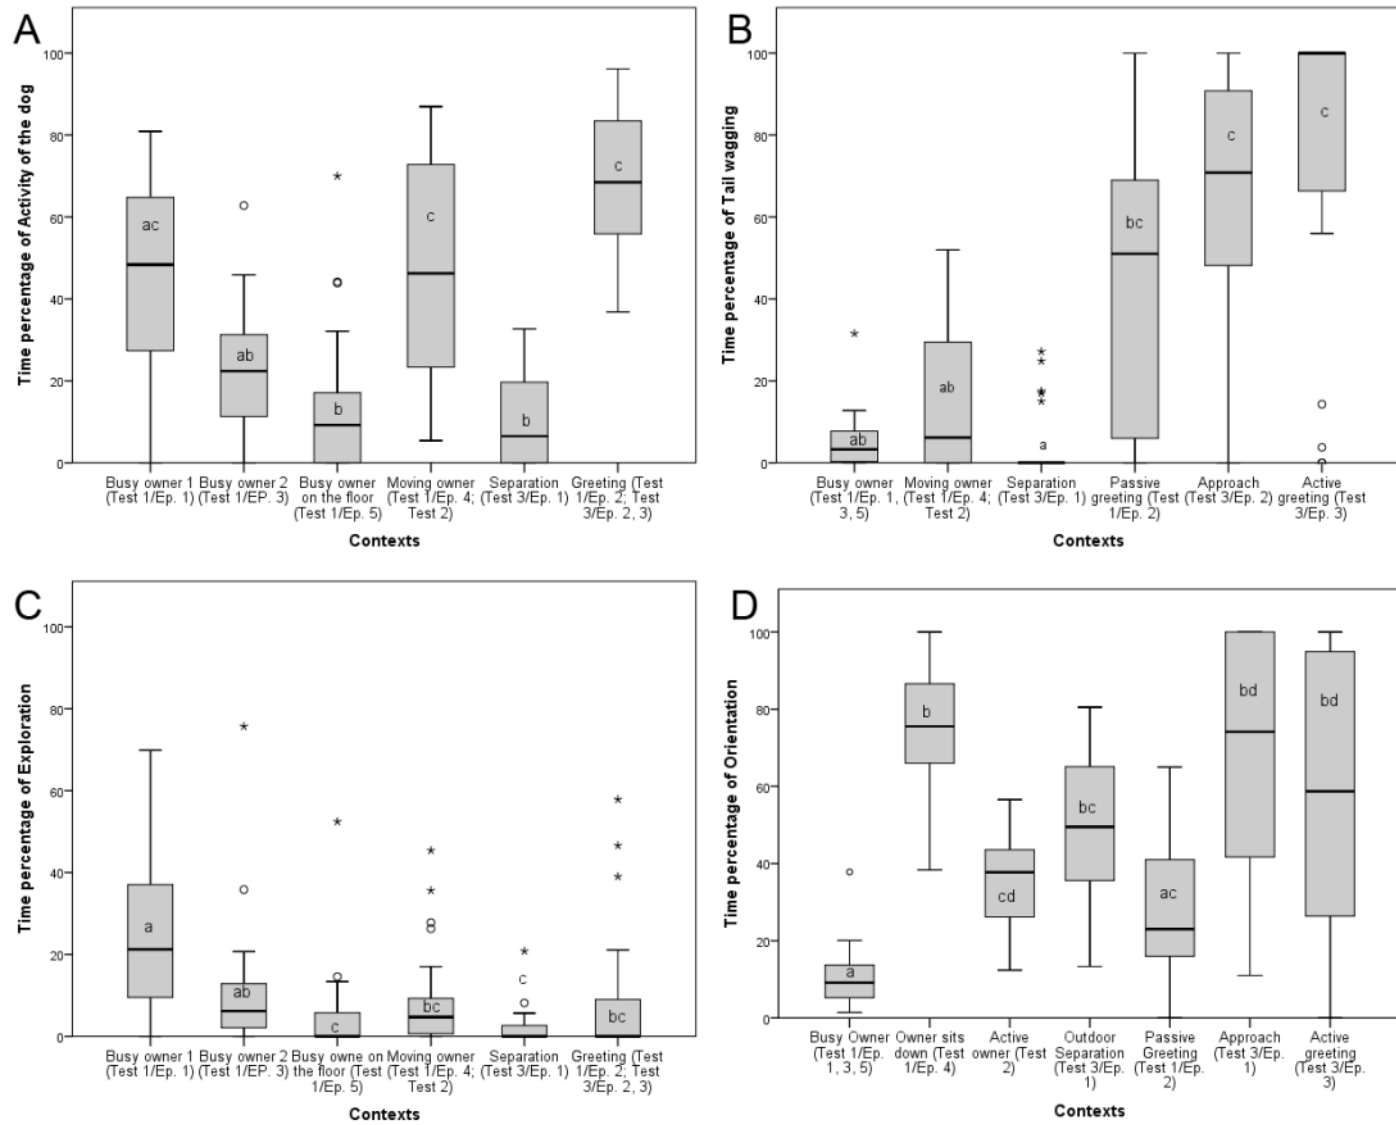 A
Time percentage of Activity of the dog
100
80
60
40
20
0
ac
ab
b
c
b
c
*
Busy owner 1 (Test 1/Ep. 1)
Busy owner 2 (Test 1/EP. 3)
Busy owner on the floor (Test 1/Ep. 5)
Moving owner (Test 1/Ep. 4; Test 2)
Separation (Test 3/Ep. 1)
Greeting (Test 1/Ep. 2; Test 3/Ep. 2, 3)
Contexts
B
Time percentage of Tail wagging
100
80
60
40
20
0
ab
ab
a
bc
c
c
Busy owner (Test 1/Ep. 1, 3, 5)
Moving owner (Test 1/Ep. 4; Test 2)
Separation (Test 3/Ep. 1)
Passive greeting (Test 1/Ep. 2)
Approach (Test 3/Ep. 2)
Active greeting (Test 3/Ep. 3)
Contexts
C
Time percentage of Exploration
100
80
60
40
20
0
a
ab
c
bc
c
bc
Busy owner 1 (Test 1/Ep. 1)
Busy owner 2 (Test 1/EP. 3)
Busy owne on the floor (Test 1/Ep. 5)
Moving owner (Test 1/Ep. 4; Test 2)
Separation (Test 3/Ep. 1)
Greeting (Test 1/Ep. 2; Test 3/Ep. 2, 3)
Contexts
D
Time percentage of Orientation
100
80
60
40
20
0
a
b
cd
bc
ac
bd
bd
Busy Owner (Test 1/Ep. 1, 3, 5)
Owner sits down (Test 1/Ep. 4)
Active owner (Test 2)
Outdoor Separation (Test 3/Ep. 1)
Passive Greeting (Test 1/Ep. 2)
Approach (Test 3/Ep. 1)
Active greeting (Test 3/Ep. 3)
Contexts